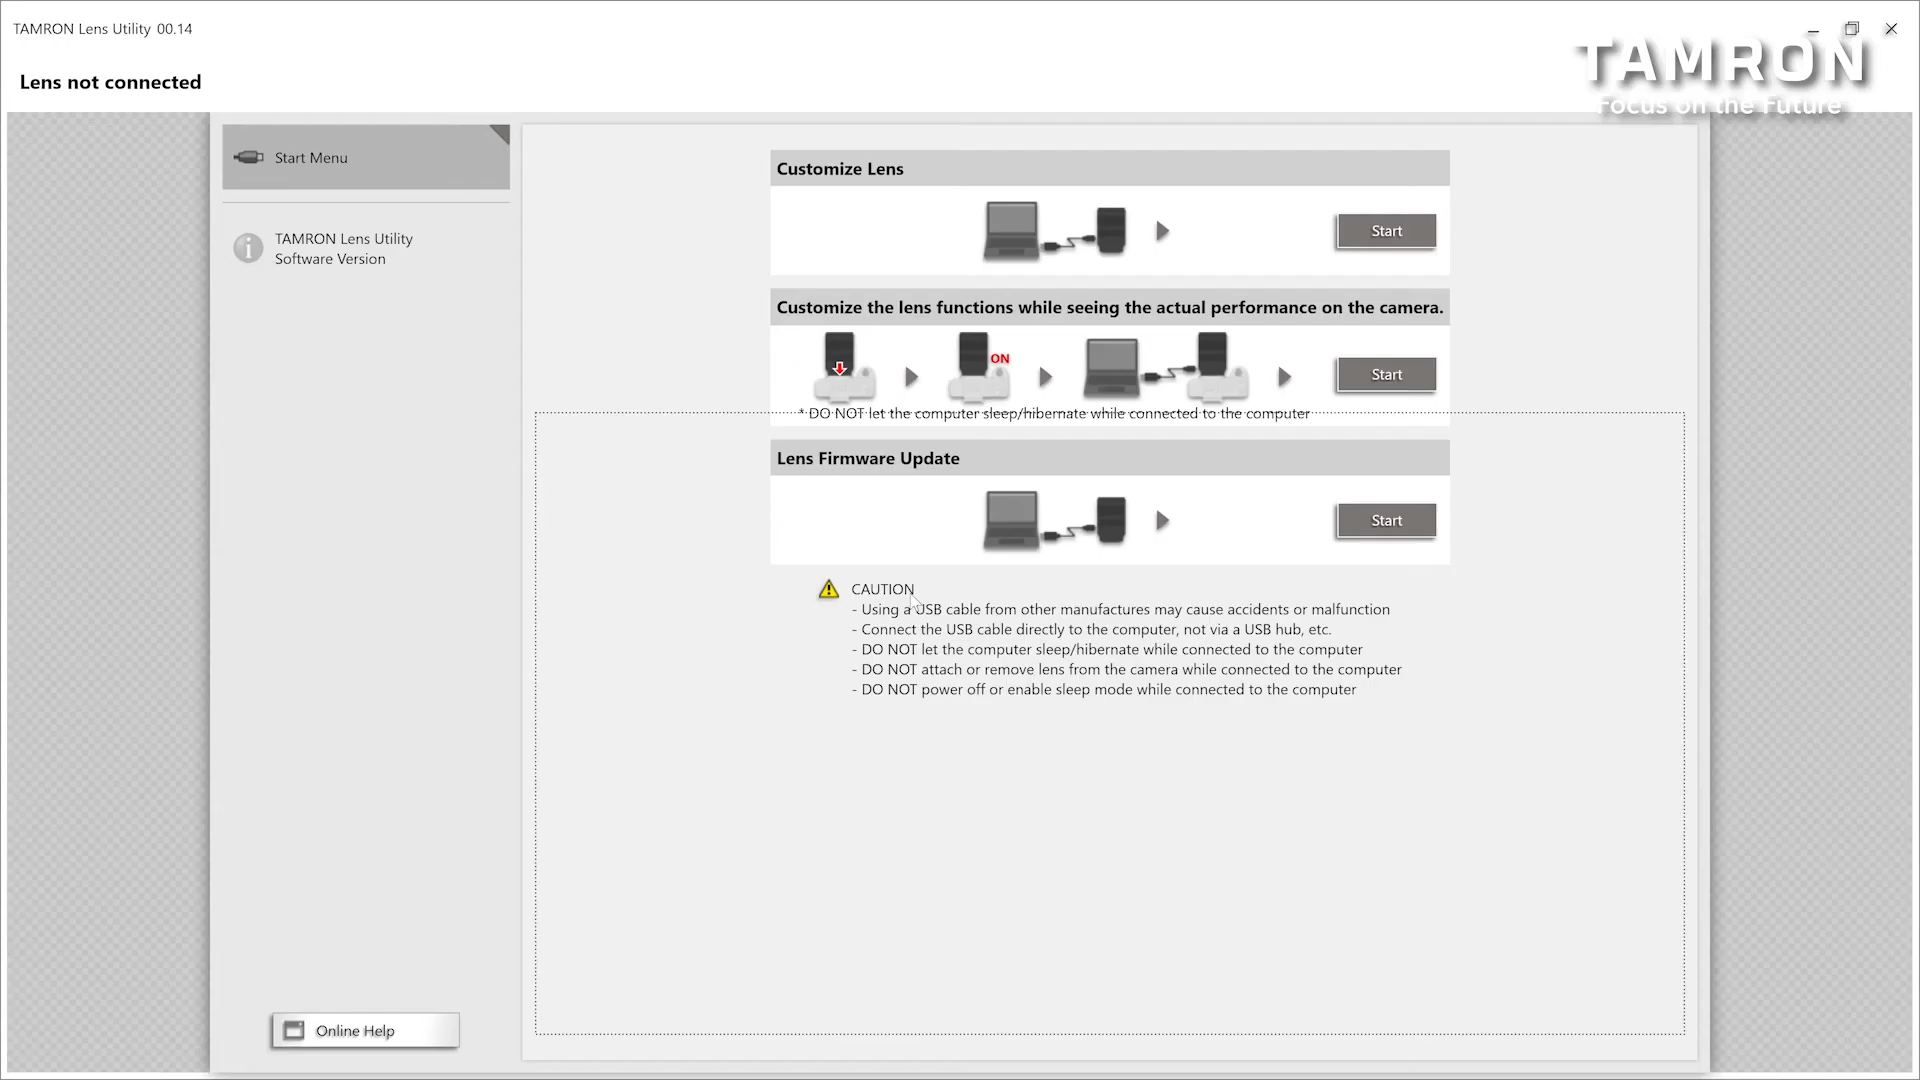 TAMRON Lens Utility 00.14
TAMRON
Focus on the Future
Lens not connected
Start Menu
TAMRON Lens Utility
Software Version
Customize Lens
Start
Customize the lens functions while seeing the actual performance on the camera.
ON
Start
* DO NOT let the computer sleep/hibernate while connected to the computer
Lens Firmware Update
Start
CAUTION
- Using a USB cable from other manufactures may cause accidents or malfunction
- Connect the USB cable directly to the computer, not via a USB hub, etc.
- DO NOT let the computer sleep/hibernate while connected to the computer
- DO NOT attach or remove lens from the camera while connected to the computer
- DO NOT power off or enable sleep mode while connected to the computer
Online Help